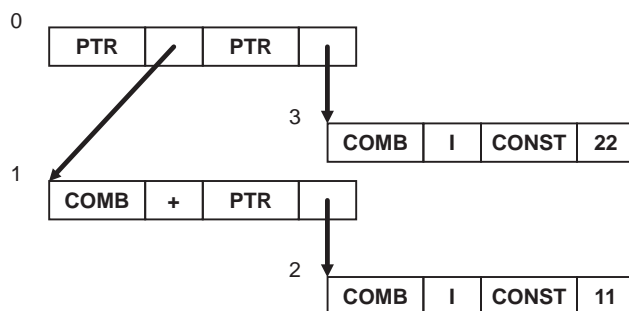 0
PTR PTR
3
COMB I CONST 22
1
COMB + PTR
2
COMB I CONST 11